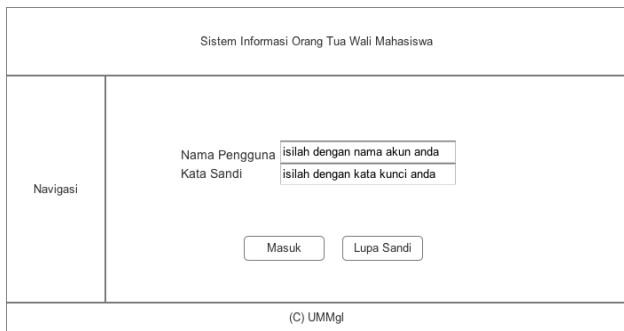 Sistem Informasi Orang Tua Wali Mahasiswa
Navigasi
Nama Pengguna isilah dengan nama akun anda
Kata Sandi isilah dengan kata kunci anda
Masuk Lupa Sandi
(C) UMMgl